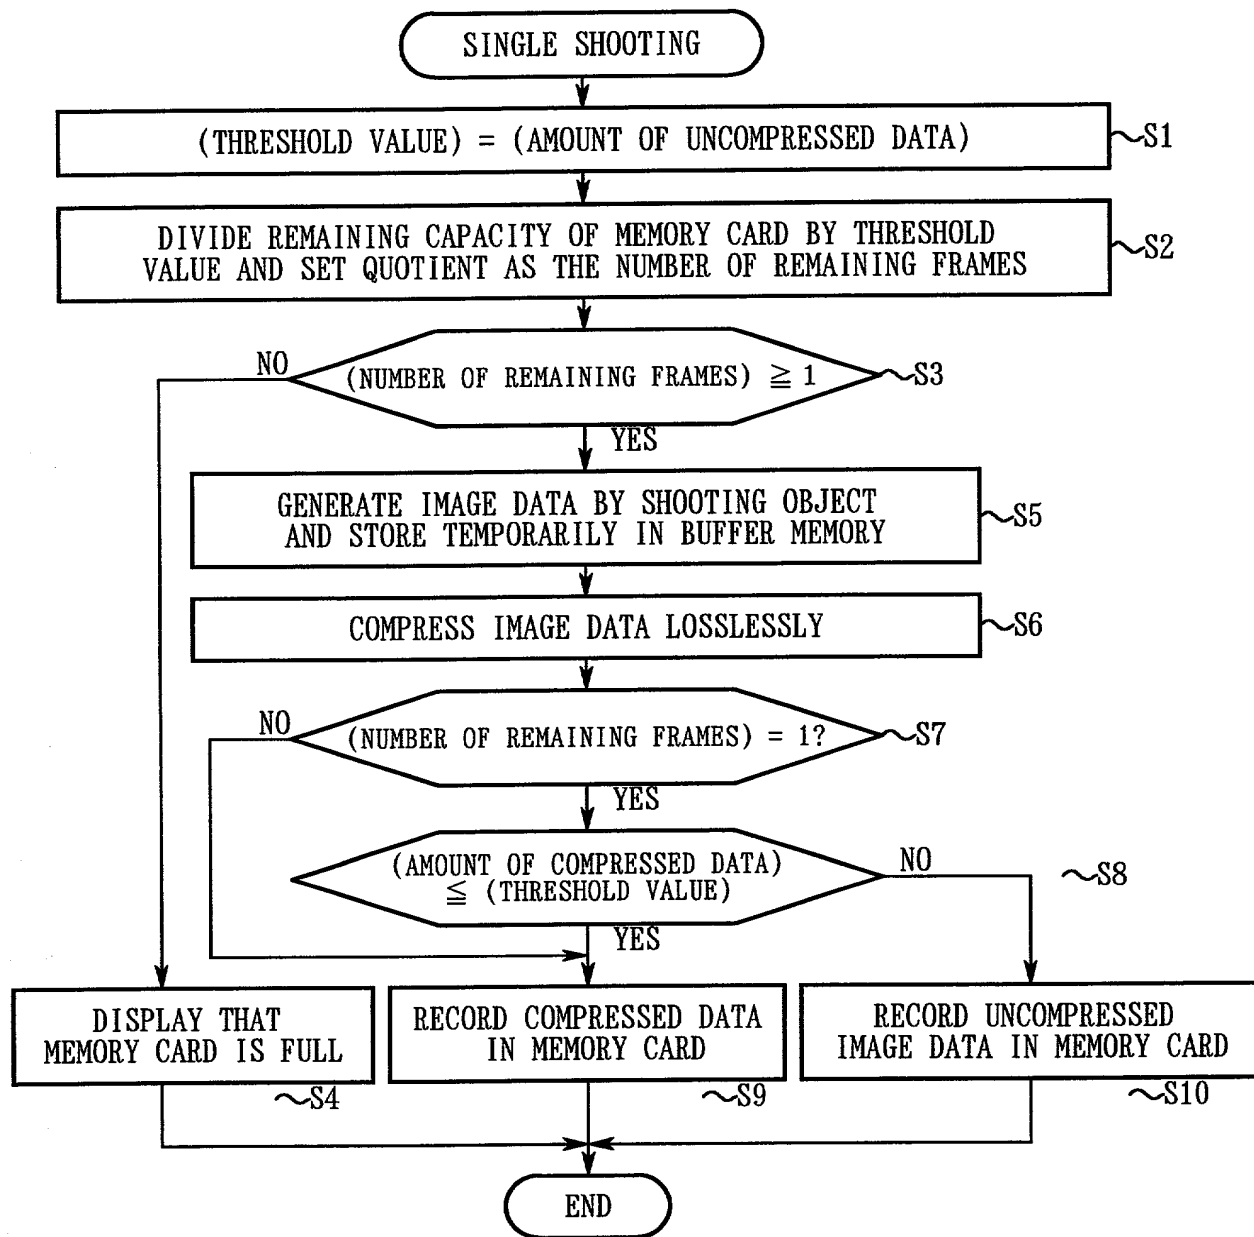 SINGLE SHOOTING
(THRESHOLD VALUE) = (AMOUNT OF UNCOMPRESSED DATA)
S1
DIVIDE REMAINING CAPACITY OF MEMORY CARD BY THRESHOLD
VALUE AND SET QUOTIENT AS THE NUMBER OF REMAINING FRAMES
S2
NO
(NUMBER OF REMAINING FRAMES) ≧ 1
S3
YES
GENERATE IMAGE DATA BY SHOOTING OBJECT
AND STORE TEMPORARILY IN BUFFER MEMORY
S5
COMPRESS IMAGE DATA LOSSLESSLY
S6
NO
(NUMBER OF REMAINING FRAMES) = 1?
S7
YES
(AMOUNT OF COMPRESSED DATA)
≦ (THRESHOLD VALUE)
NO
S8
YES
DISPLAY THAT
MEMORY CARD IS FULL
S4
RECORD COMPRESSED DATA
IN MEMORY CARD
S9
RECORD UNCOMPRESSED
IMAGE DATA IN MEMORY CARD
S10
END